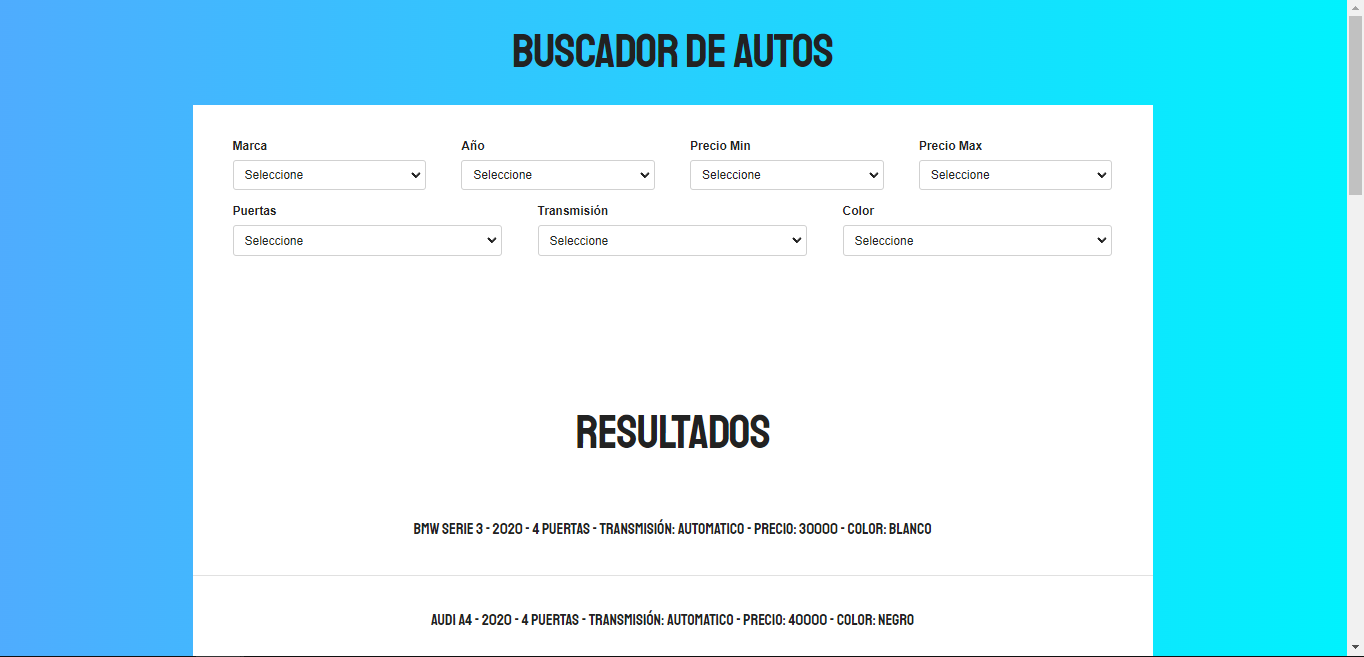 BUSCADOR DE AUTOS
Marca Año Precio Min Precio Max
Seleccione Seleccione Seleccione Seleccione
Puertas Transmisión Color
Seleccione Seleccione Seleccione
RESULTADOS
BMW SERIE 3 - 2020 - 4 PUERTAS - TRANSMISIÓN: AUTOMATICO - PRECIO: 30000 - COLOR: BLANCO
AUDI A4 - 2020 - 4 PUERTAS - TRANSMISIÓN: AUTOMATICO - PRECIO: 40000 - COLOR: NEGRO